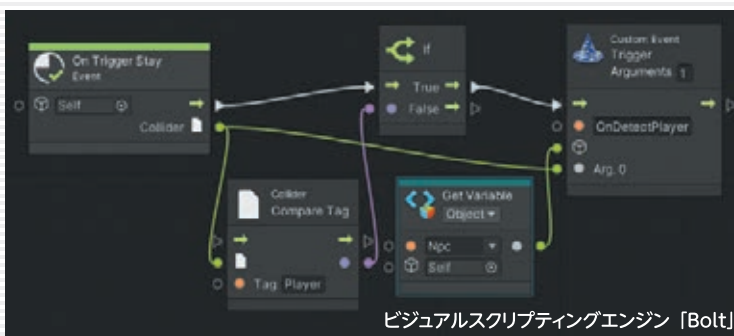 On Trigger Stay
Event
Self
Collider
If
True
False
Custom Event
Trigger
Arguments 1
OnDetectPlayer
Arg. 0
Collider
Compare Tag
Tag Player
Get Variable
Object
Npc
Self
ビジュアルスクリプティングエンジン「Bolt」